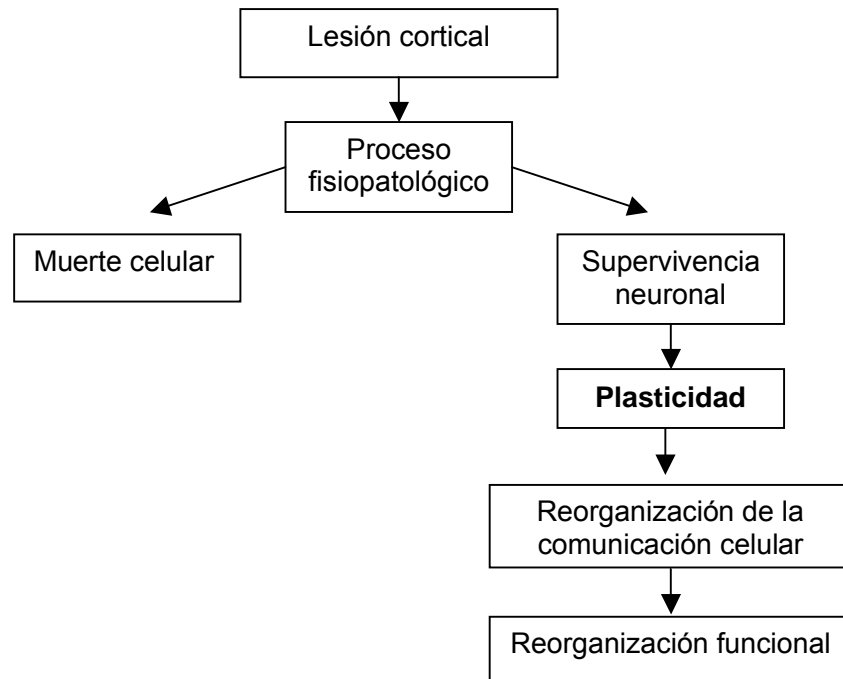 Lesión cortical
Proceso
fisiopatológico
Muerte celular
Supervivencia
neuronal
Plasticidad
Reorganización de la
comunicación celular
Reorganización funcional